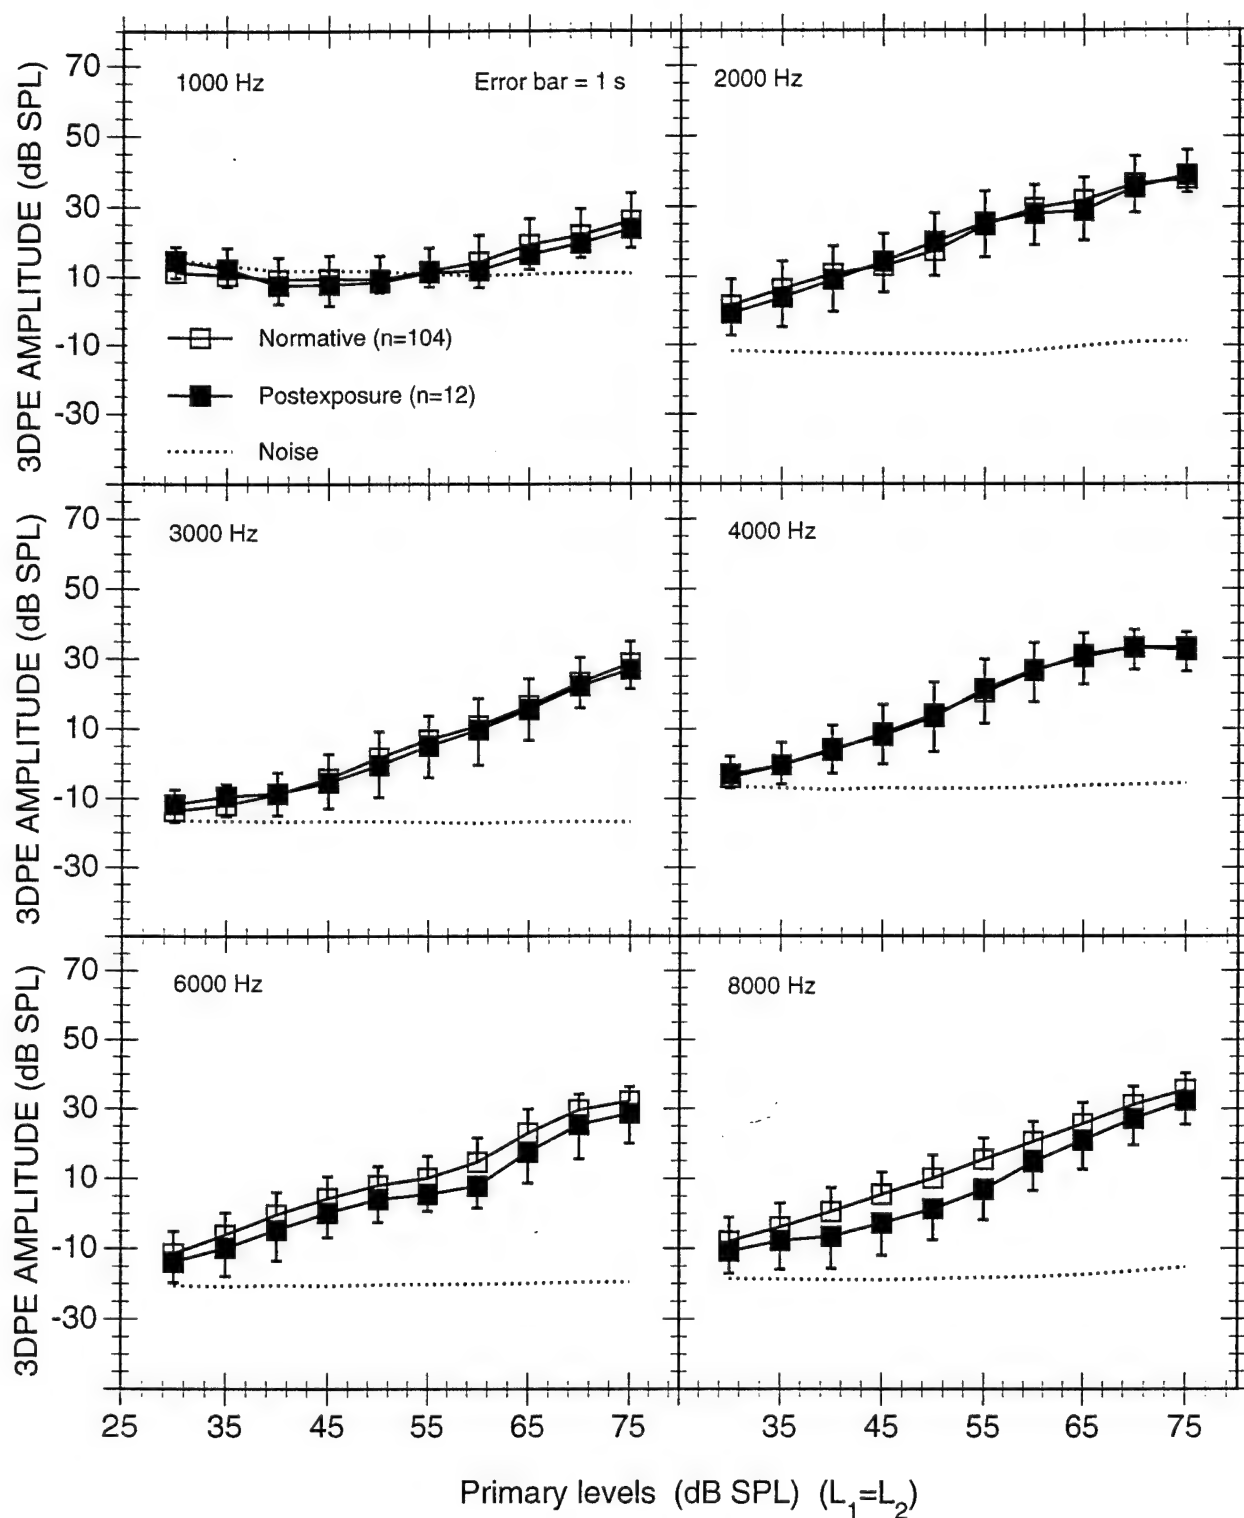 3DPE AMPLITUDE (dB SPL)
70
50
30
10
-10
-30
1000 Hz
Error bar = 1 s
Normative (n=104)
Postexposure (n=12)
Noise
2000 Hz
3DPE AMPLITUDE (dB SPL)
70
50
30
10
-10
-30
3000 Hz
4000 Hz
3DPE AMPLITUDE (dB SPL)
70
50
30
10
-10
-30
6000 Hz
8000 Hz
25 35 45 55 65 75 35 45 55 65 75
Primary levels (dB SPL) (L_1=L_2)